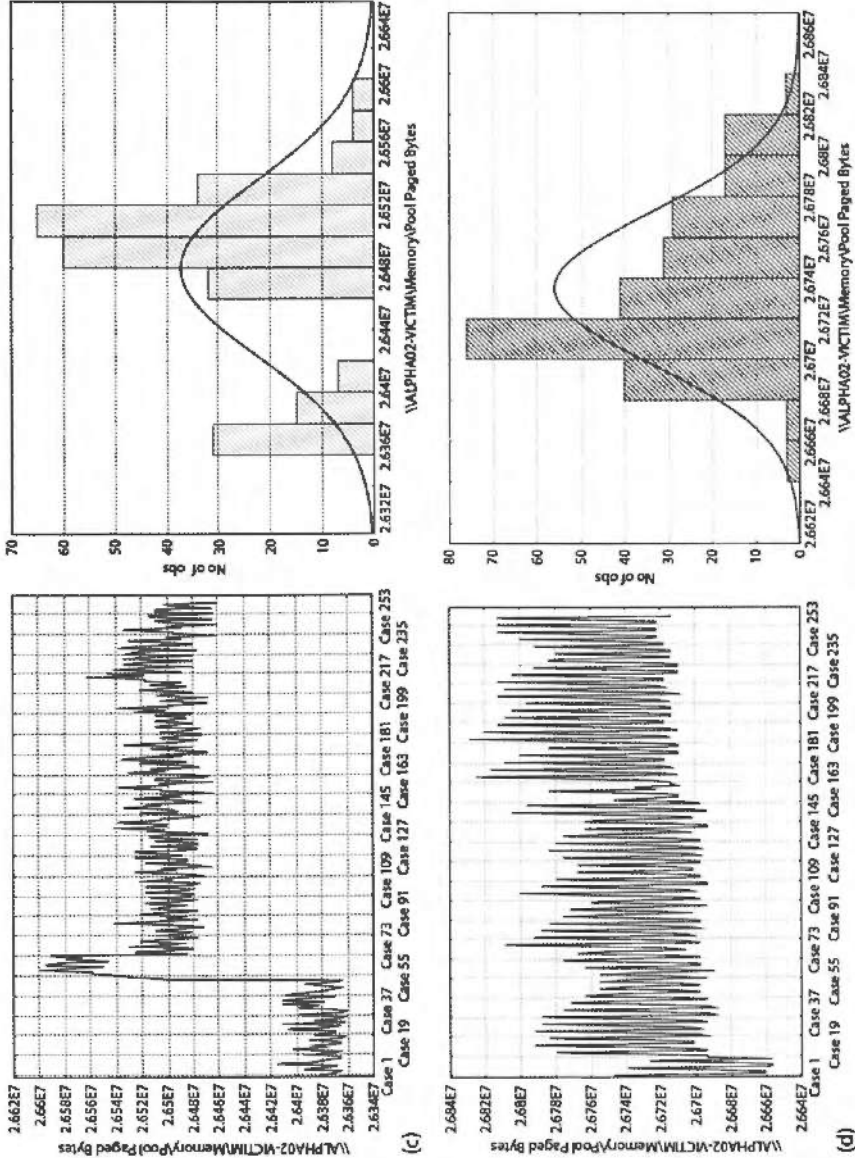 \\ALPHA02-VICTIM\Memory\Pool Paged Bytes
2.662E7
2.66E7
2.658E7
2.656E7
2.654E7
2.652E7
2.65E7
2.648E7
2.646E7
2.644E7
2.642E7
2.64E7
2.638E7
2.636E7
2.634E7
Case 1 Case 37 Case 73 Case 109 Case 145 Case 181 Case 217 Case 253
Case 19 Case 55 Case 91 Case 127 Case 163 Case 199 Case 235
(c)
No of obs
70
60
50
40
30
20
10
0
2.632E7 2.636E7 2.64E7 2.644E7 2.648E7 2.652E7 2.656E7 2.66E7 2.664E7
\\ALPHA02-VICTIM\Memory\Pool Paged Bytes
\\ALPHA02-VICTIM\Memory\Pool Paged Bytes
2.684E7
2.682E7
2.68E7
2.678E7
2.676E7
2.674E7
2.672E7
2.67E7
2.668E7
2.666E7
2.664E7
Case 1 Case 37 Case 73 Case 109 Case 145 Case 181 Case 217 Case 253
Case 19 Case 55 Case 91 Case 127 Case 163 Case 199 Case 235
(d)
No of obs
80
70
60
50
40
30
20
10
0
2.662E7 2.664E7 2.666E7 2.668E7 2.67E7 2.672E7 2.674E7 2.676E7 2.678E7 2.68E7 2.682E7 2.684E7 2.686E7
\\ALPHA02-VICTIM\Memory\Pool Paged Bytes